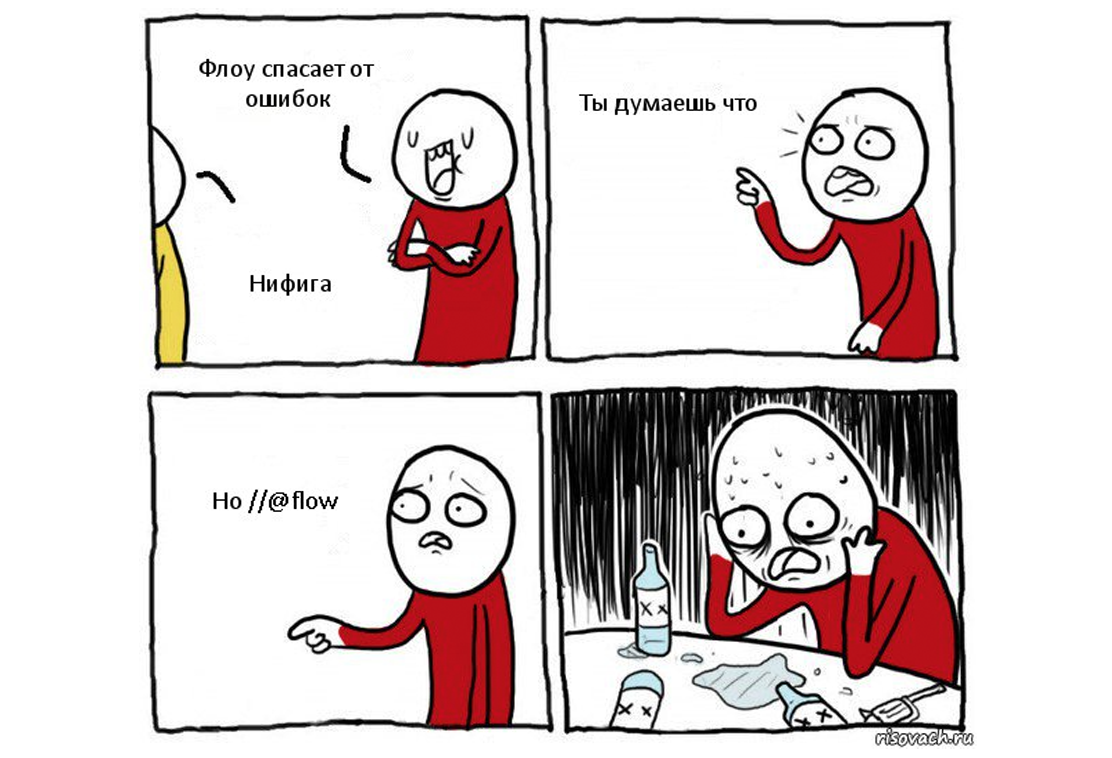 Флоу спасает от
ошибок
Нифига
Ты думаешь что
Но //@flow
X X
X X
X X
risovach.ru